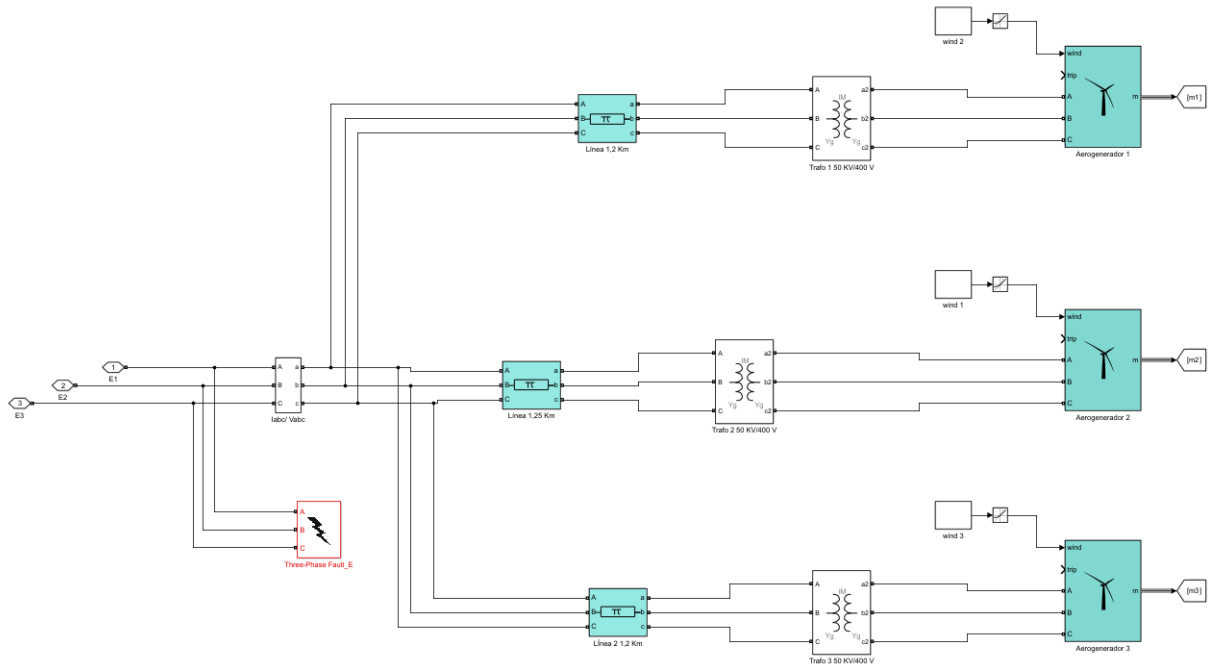 wind 2
wind
trip
A
B
C
m
[m1]
Aerogenerador 1
A
B
C
a
b
c
Línea 1,2 Km
A
B
C
IM
Yg
Yg
a2
b2
c2
Trafo 1 50 KV/400 V
wind 1
wind
trip
A
B
C
m
[m2]
Aerogenerador 2
1
E1
2
E2
3
E3
A
B
C
a
b
c
Iabc/ Vabc
A
B
C
a
b
c
Línea 1,25 Km
A
B
C
IM
Yg
Yg
a2
b2
c2
Trafo 2 50 KV/400 V
A
B
C
Three-Phase Fault_E
wind 3
wind
trip
A
B
C
m
[m3]
Aerogenerador 3
A
B
C
a
b
c
LÍnea 2 1,2 Km
A
B
C
IM
Yg
Yg
a2
b2
c2
Trafo 3 50 KV/400 V